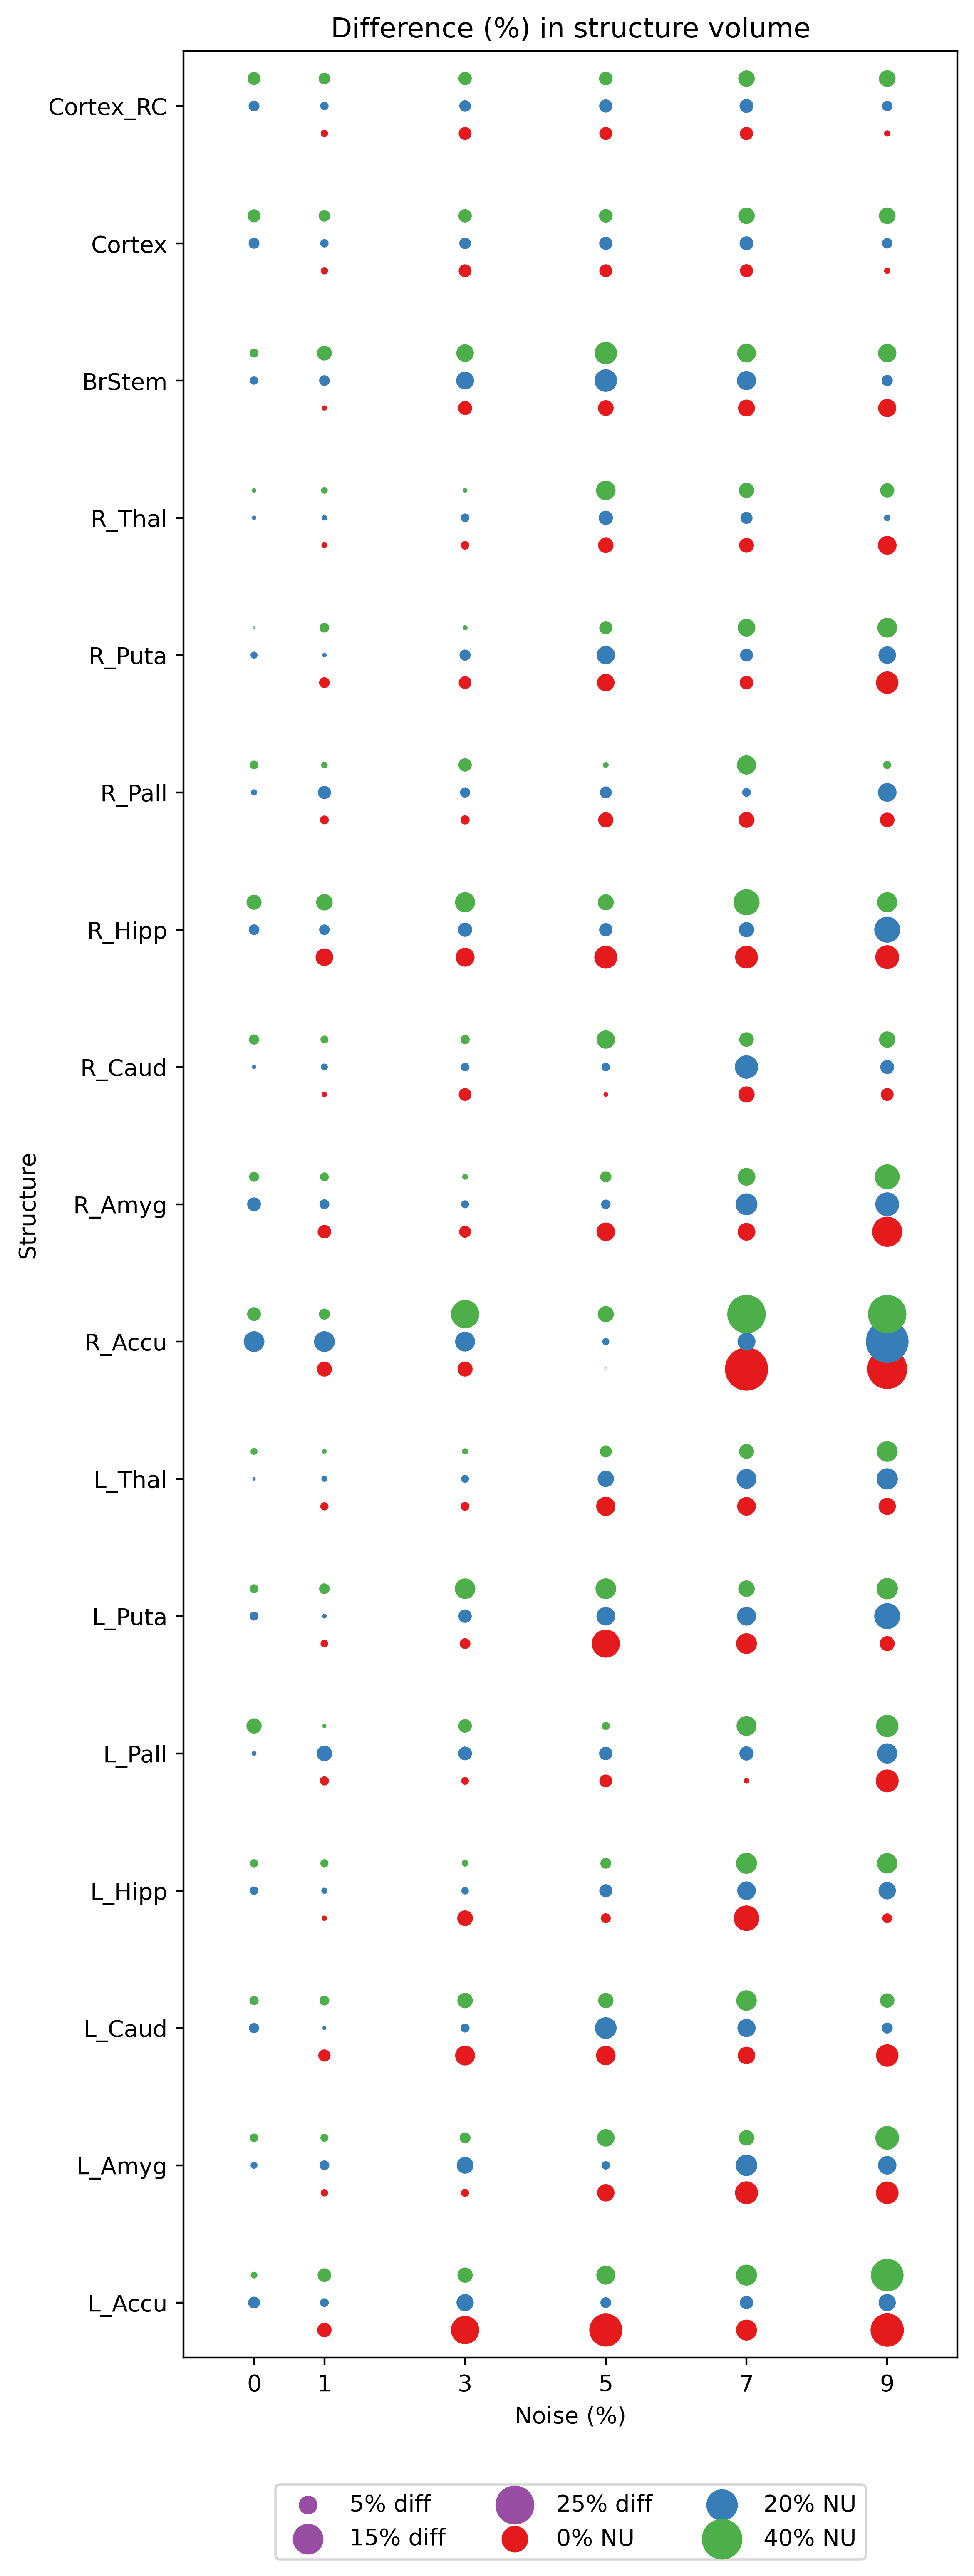 Difference (%) in structure volume
Cortex_RC
Cortex
BrStem
R_Thal
R_Puta
R_Pall
R_Hipp
R_Caud
R_Amyg
R_Accu
L_Thal
L_Puta
L_Pall
L_Hipp
L_Caud
L_Amyg
L_Accu
Structure
0 1 3 5 7 9
Noise (%)
5% diff 25% diff 20% NU
15% diff 0% NU 40% NU